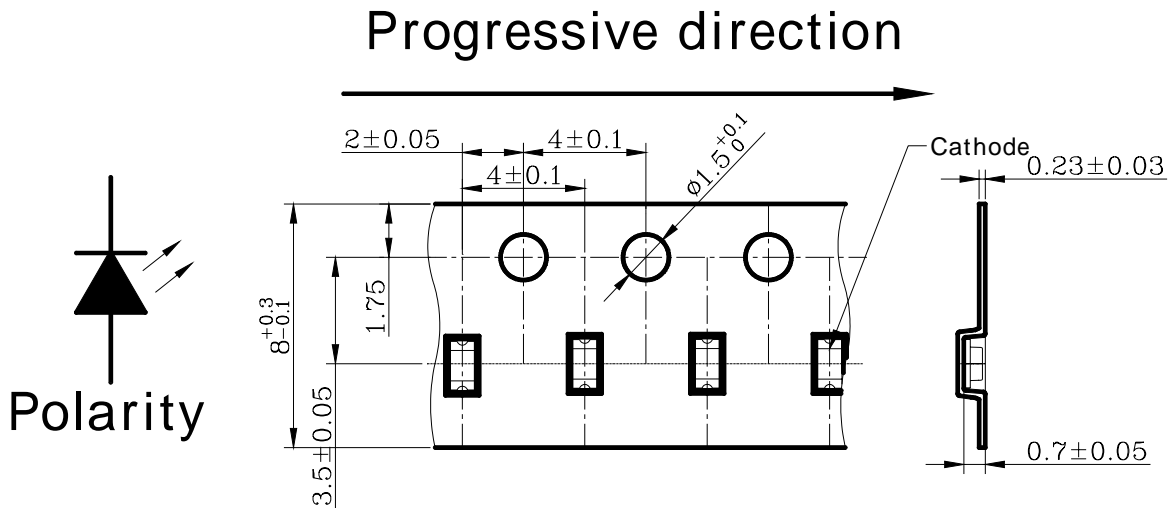 Progressive direction
2±0.05
4±0.1
4±0.1
ø1.5 +0.1 0
Cathode
0.23±0.03
8 +0.3 -0.1
1.75
3.5±0.05
0.7±0.05
Polarity